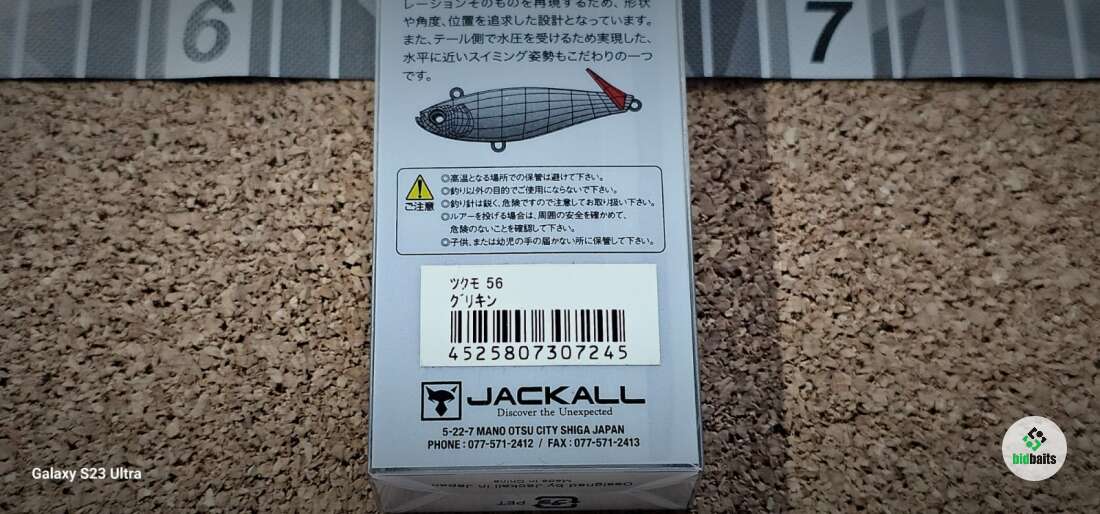 6 7
レーションそのものを再現するため、形状
や角度、位置を追求した設計となっています。
また、テール側で水圧を受けるため実現した、
水平に近いスイミング姿勢もこだわりの一つ
です。
ご注意
◎高温となる場所での保管は避けて下さい。
◎釣り以外の目的でご使用にならないで下さい。
◎釣り針は鋭く、危険ですので注意してお取り扱い下さい。
◎ルアーを投げる場合は、周囲の安全を確かめて、
危険のないことを確認して下さい。
◎子供、または幼児の手の届かない所に保管して下さい。
ツクモ 56
グリキン
4525807307245
JACKALL
Discover the Unexpected
5-22-7 MANO OTSU CITY SHIGA JAPAN
PHONE : 077-571-2412 / FAX : 077-571-2413
Designed by Jackall in Japan
Made in China
PET
Galaxy S23 Ultra
bidbaits